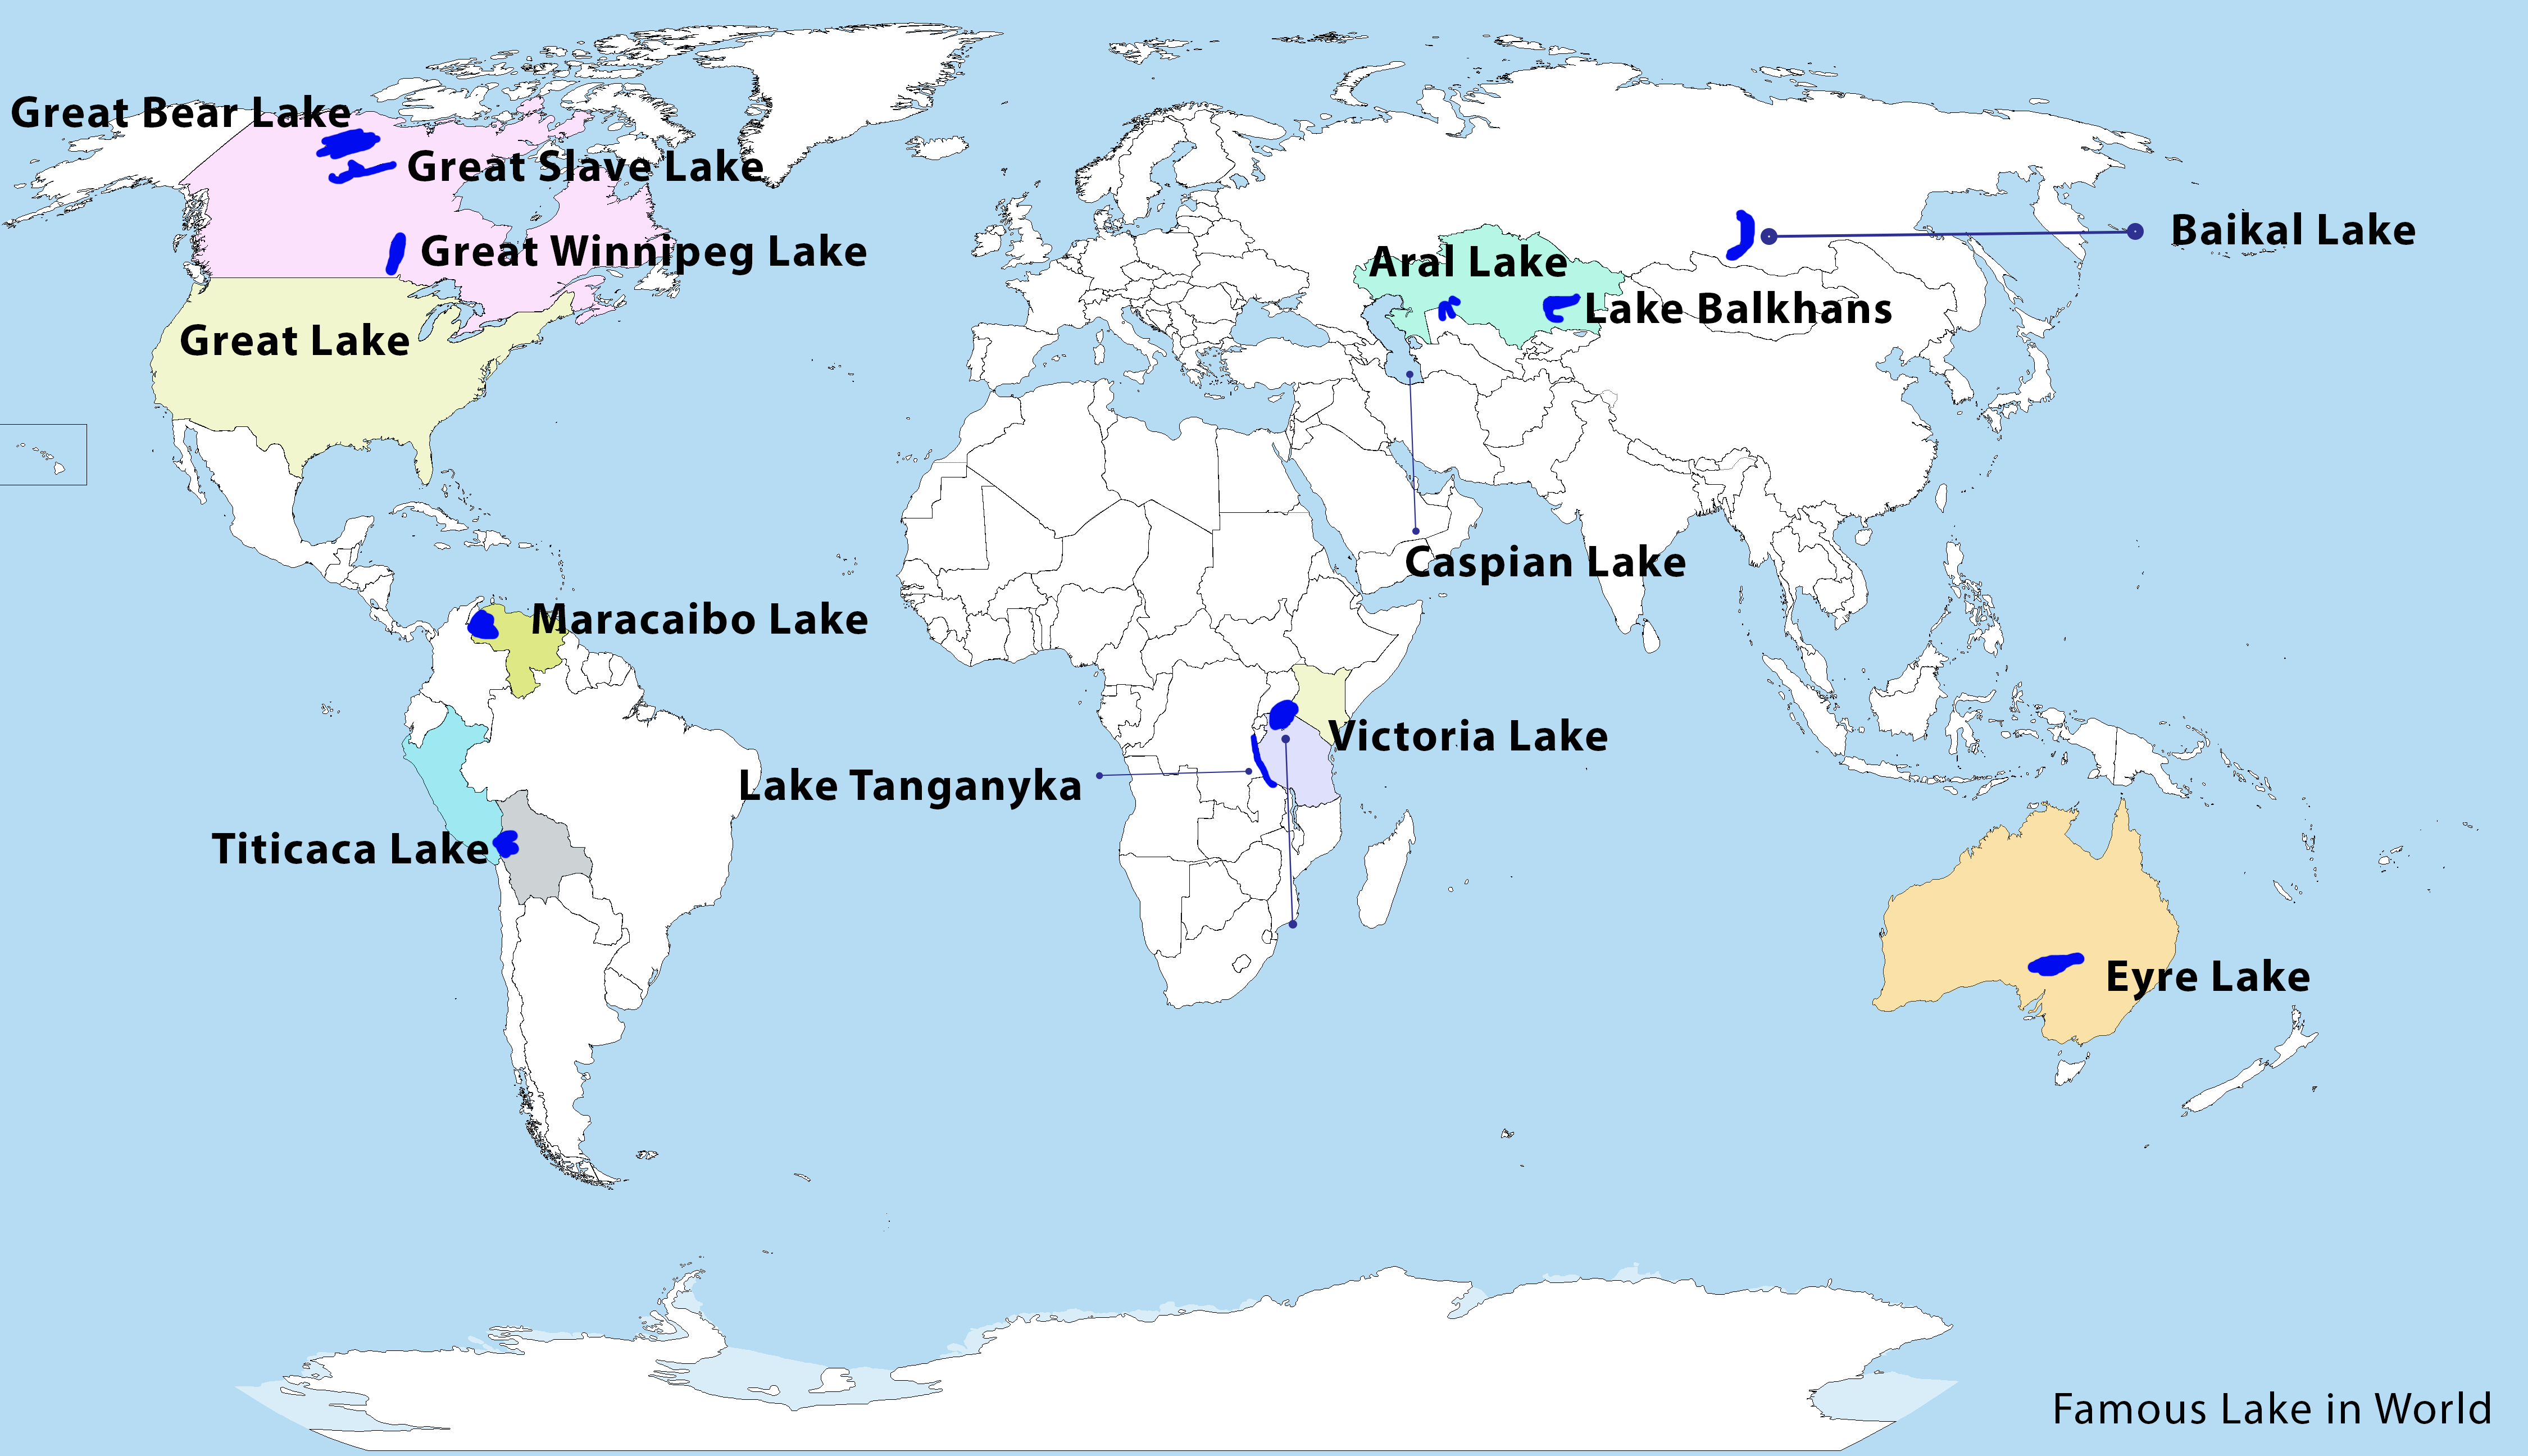 Great Bear Lake
Great Slave Lake
Great Winnipeg Lake
Baikal Lake
Aral Lake
Lake Balkhans
Great Lake
Caspian Lake
Maracaibo Lake
Victoria Lake
Lake Tanganyka
Titicaca Lake
Eyre Lake
Famous Lake in World